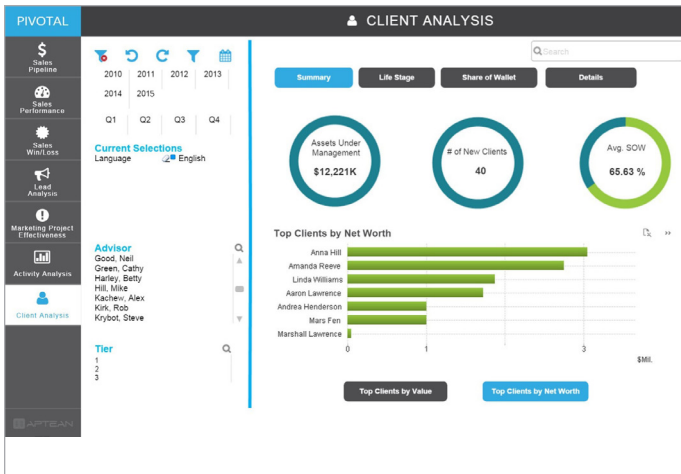 PIVOTAL
CLIENT ANALYSIS
$
Sales
Pipeline
Sales
Performance
Sales
Win/Loss
Lead
Analysis
Marketing Project
Effectiveness
Activity Analysis
Client Analysis
APTEAN
2010 2011 2012 2013
2014 2015
Q1 Q2 Q3 Q4
Current Selections
Language English
Advisor
Good, Neil
Green, Cathy
Harley, Betty
Hill, Mike
Kachew, Alex
Kirk, Rob
Krybot, Steve
Tier
1
2
3
Search
Summary Life Stage Share of Wallet Details
Assets Under
Management
$12,221K
# of New Clients
40
Avg. SOW
65.63 %
Top Clients by Net Worth
Anna Hill
Amanda Reeve
Linda Williams
Aaron Lawrence
Andrea Henderson
Mars Fen
Marshall Lawrence
0 1 3
$Mil.
Top Clients by Value Top Clients by Net Worth